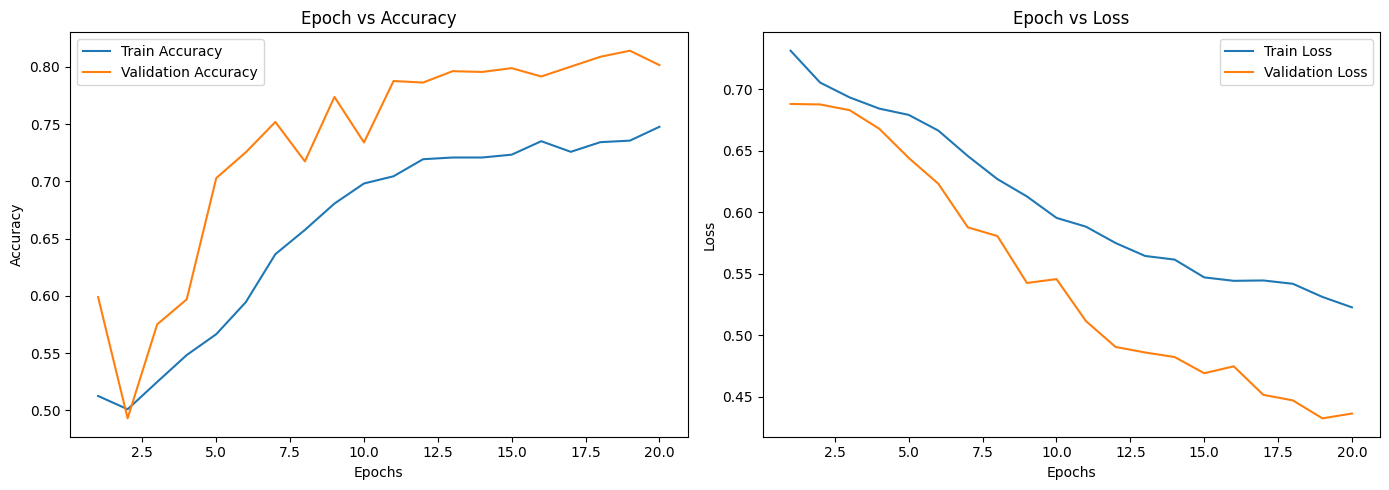 Epoch vs Accuracy
Train Accuracy
Validation Accuracy
0.80
0.75
0.70
0.65
0.60
0.55
0.50
Accuracy
2.5 5.0 7.5 10.0 12.5 15.0 17.5 20.0
Epochs
Epoch vs Loss
Train Loss
Validation Loss
0.70
0.65
0.60
0.55
0.50
0.45
Loss
2.5 5.0 7.5 10.0 12.5 15.0 17.5 20.0
Epochs